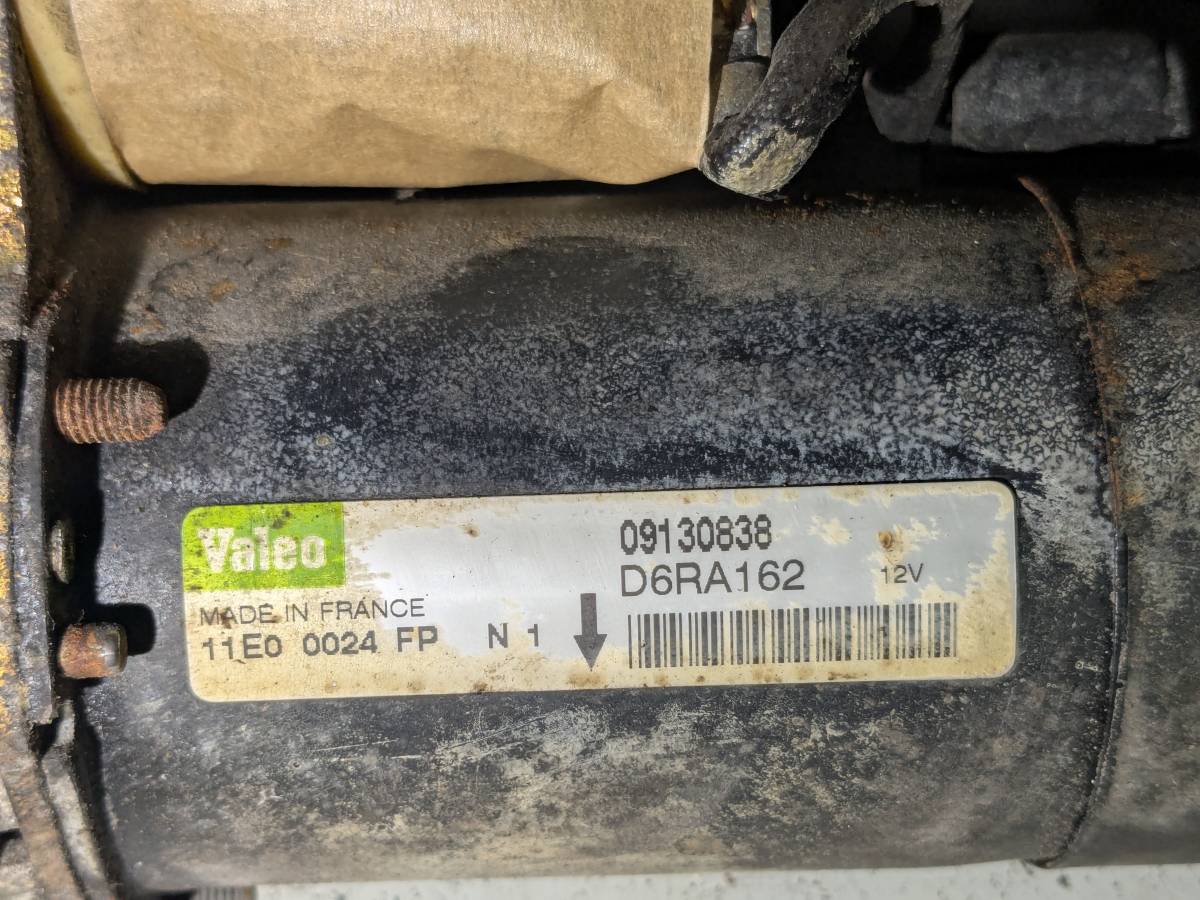 Valeo
MADE IN FRANCE
11E0 0024 FP N 1
09130838
D6RA162 12V